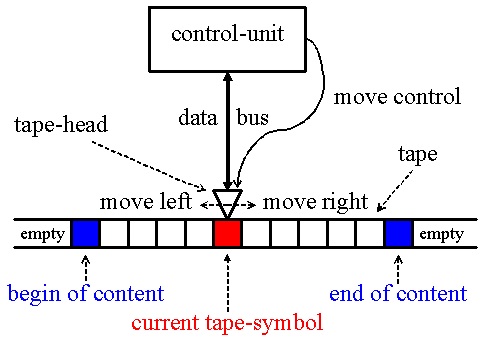 control-unit
move control
data bus
tape-head
tape
move left move right
empty empty
begin of content end of content
current tape-symbol